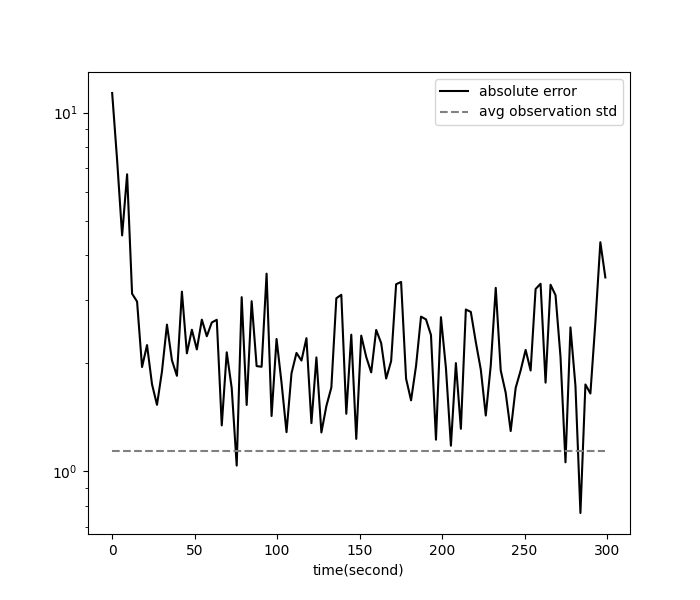 absolute error
avg observation std
10¹
10⁰
0 50 100 150 200 250 300
time(second)